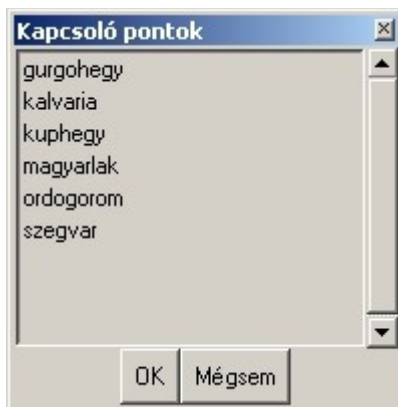 Kapcsoló pontok
gurgohegy
kalvaria
kuphegy
magyarlak
ordogorom
szegvar
OK Mégsem